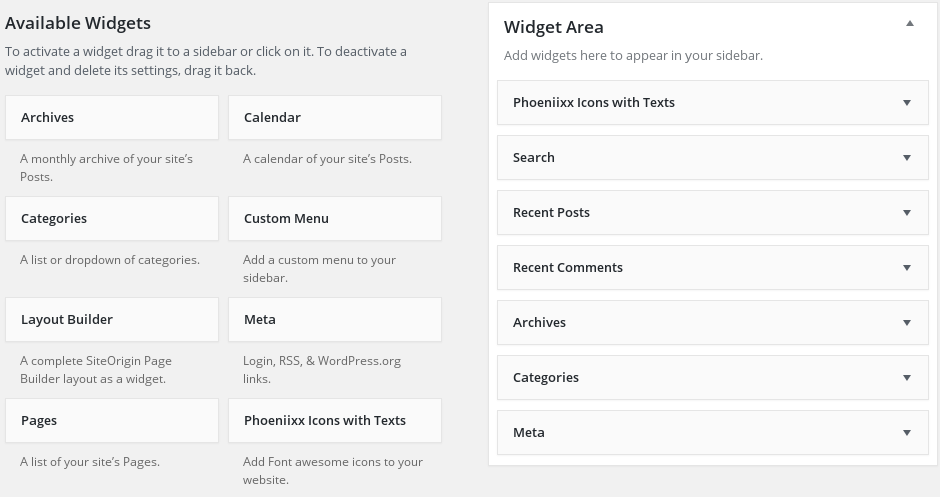 Available Widgets
To activate a widget drag it to a sidebar or click on it. To deactivate a
widget and delete its settings, drag it back.
Archives
Calendar
A monthly archive of your site’s
Posts.
A calendar of your site’s Posts.
Categories
Custom Menu
A list or dropdown of categories.
Add a custom menu to your
sidebar.
Layout Builder
Meta
A complete SiteOrigin Page
Builder layout as a widget.
Login, RSS, & WordPress.org
links.
Pages
Phoeniixx Icons with Texts
A list of your site’s Pages.
Add Font awesome icons to your
website.
Widget Area
Add widgets here to appear in your sidebar.
Phoeniixx Icons with Texts
Search
Recent Posts
Recent Comments
Archives
Categories
Meta